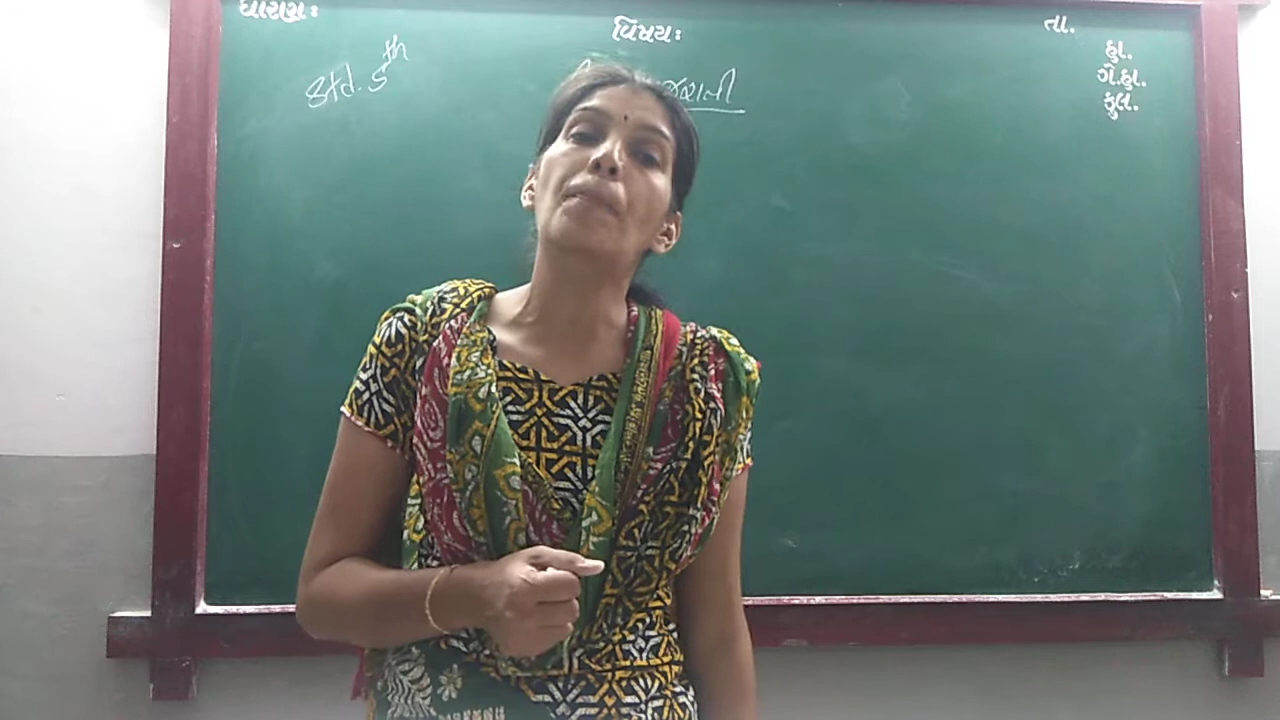 ધોરણઃ
વિષયઃ
તા.
હા.
ગે.હા.
કુલ.
Std. 5th